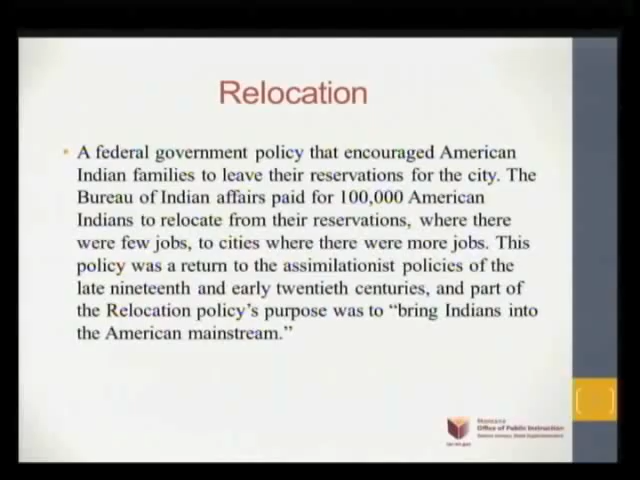 Relocation
A federal government policy that encouraged American
Indian families to leave their reservations for the city. The
Bureau of Indian affairs paid for 100,000 American
Indians to relocate from their reservations, where there
were few jobs, to cities where there were more jobs. This
policy was a return to the assimilationist policies of the
late nineteenth and early twentieth centuries, and part of
the Relocation policy's purpose was to “bring Indians into
the American mainstream.”
Montana
Office of Public Instruction